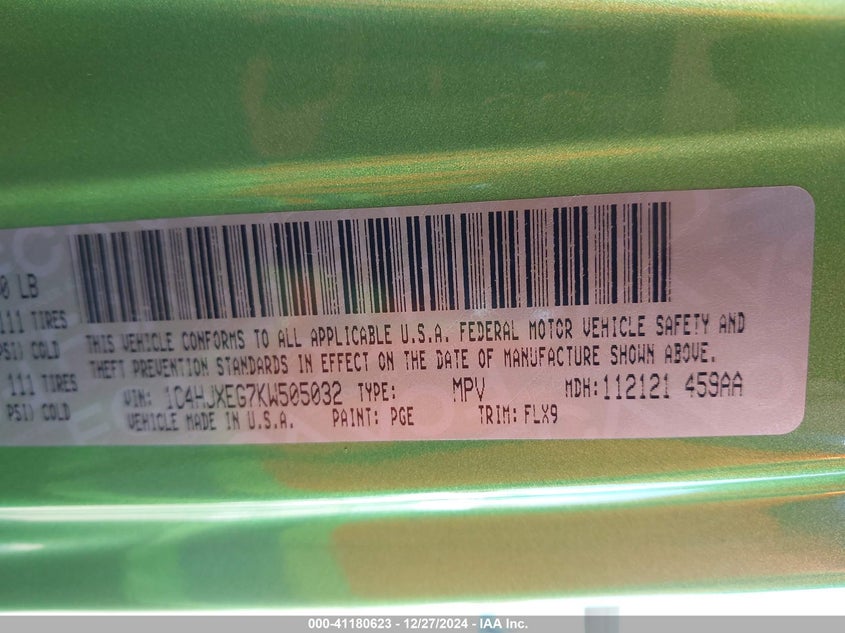 0 LB
111 TIRES
PSI) COLD
111 TIRES
PSI) COLD
THIS VEHICLE CONFORMS TO ALL APPLICABLE U.S.A. FEDERAL MOTOR VEHICLE SAFETY AND
THEFT PREVENTION STANDARDS IN EFFECT ON THE DATE OF MANUFACTURE SHOWN ABOVE.
VIN: 1C4HJXEG7KW505032 TYPE: MPV MDH: 112121 459AA
VEHICLE MADE IN U.S.A. PAINT: PGE TRIM: FLX9
000-41180623 - 12/27/2024 - IAA Inc.